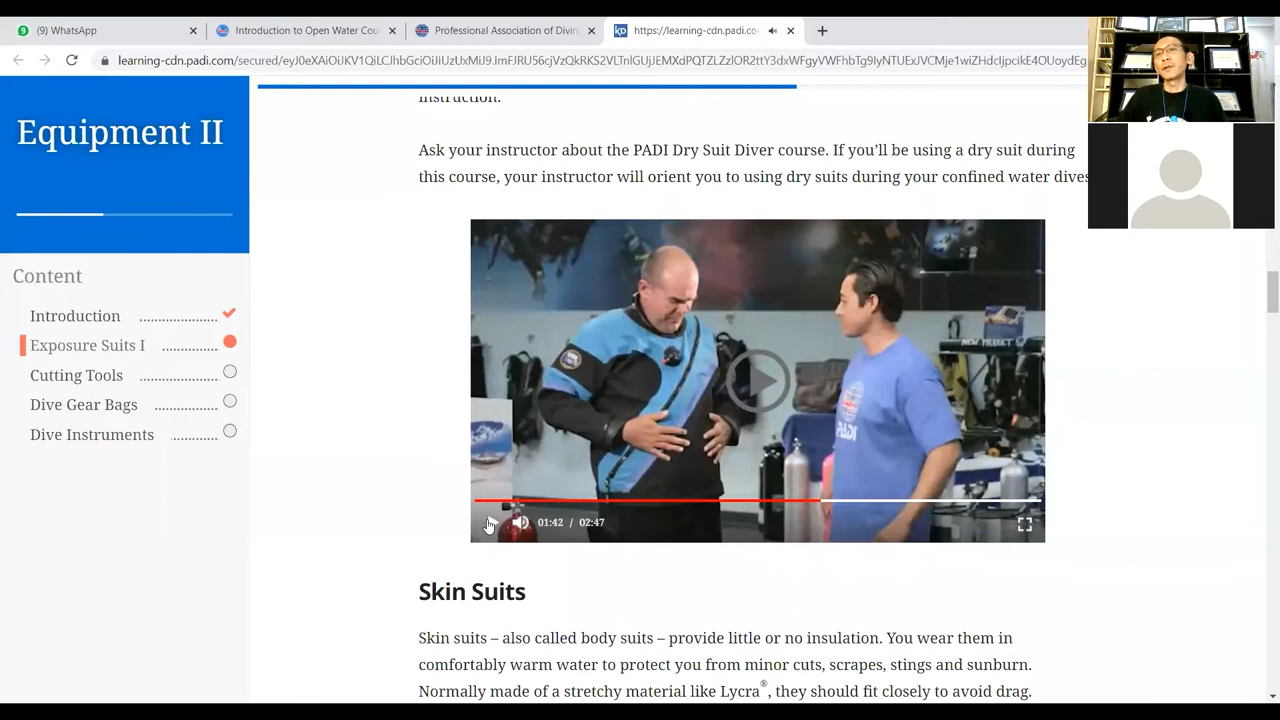 (9) WhatsApp
Introduction to Open Water Cou
Professional Association of Divin
https://learning-cdn.padi.co
Equipment II
Content
Introduction
Exposure Suits I
Cutting Tools
Dive Gear Bags
Dive Instruments
instruction.
Ask your instructor about the PADI Dry Suit Diver course. If you’ll be using a dry suit during
this course, your instructor will orient you to using dry suits during your confined water dives
NEW PRODUCT
PADI
01:42 / 02:47
Skin Suits
Skin suits – also called body suits – provide little or no insulation. You wear them in
comfortably warm water to protect you from minor cuts, scrapes, stings and sunburn.
Normally made of a stretchy material like Lycra®, they should fit closely to avoid drag.